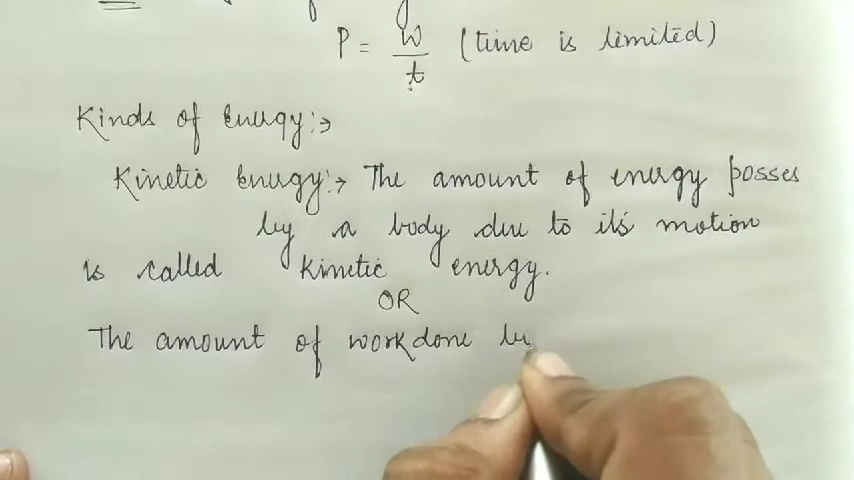 P = W/t (time is limited)
Kinds of Energy:→
Kinetic Energy:→ The amount of energy posses
by a body due to its motion
is called Kinetic energy.
OR
The amount of workdone by